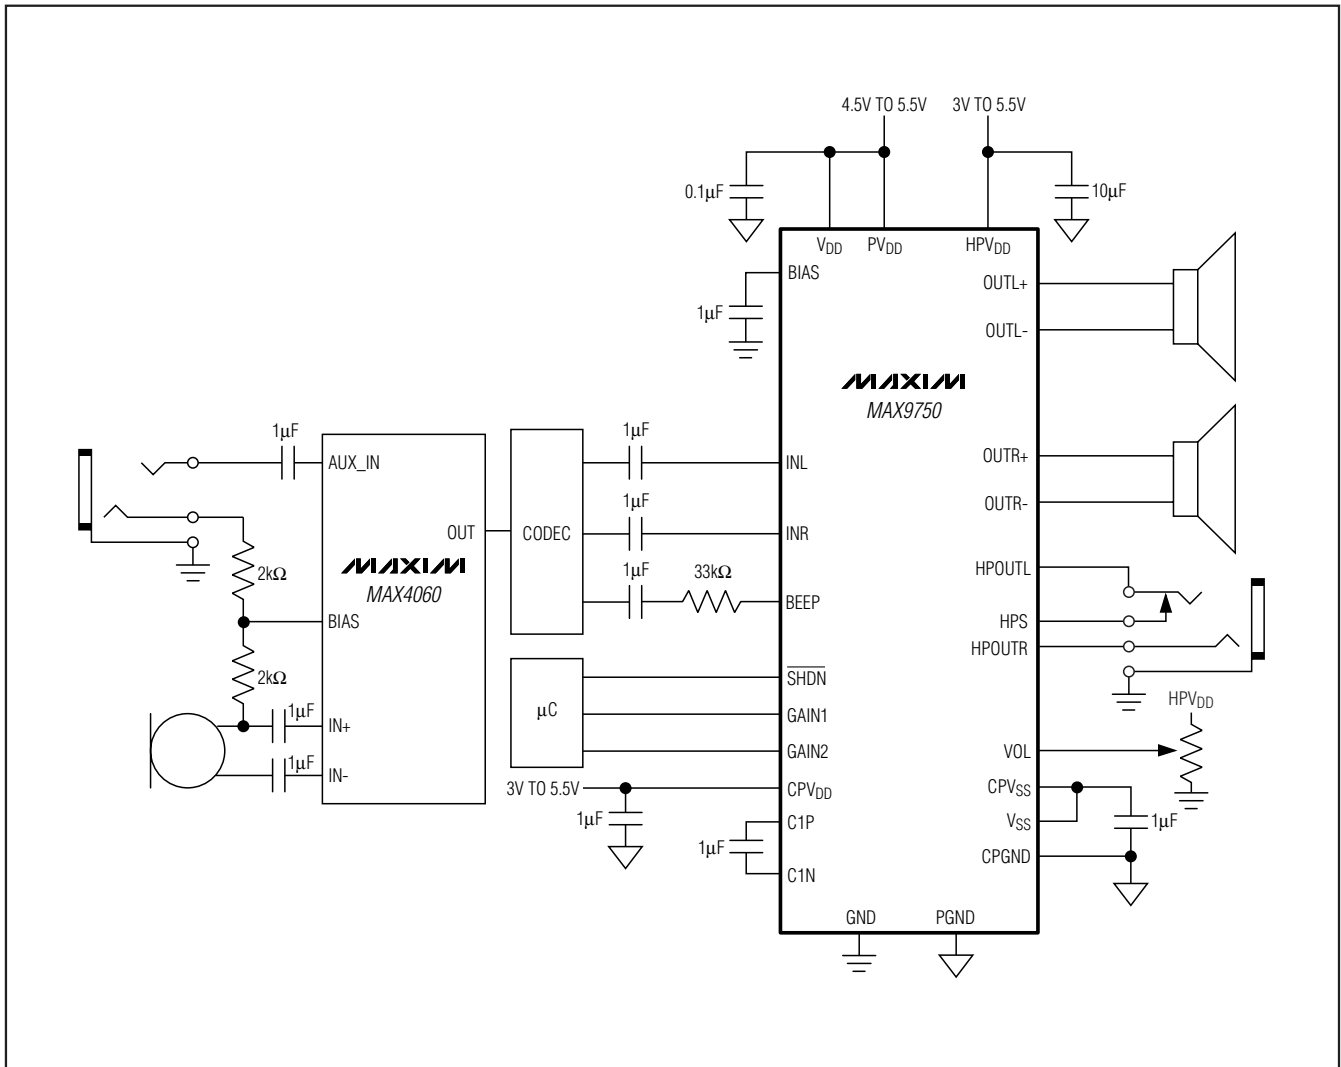 4.5V TO 5.5V
3V TO 5.5V
0.1μF
10μF
VDD
PVDD
HPVDD
BIAS
1μF
OUTL+
OUTL-
MAXIM
MAX9750
1μF
AUX_IN
OUT
MAXIM
MAX4060
2kΩ
BIAS
2kΩ
1μF
IN+
1μF
IN-
CODEC
1μF
INL
1μF
INR
1μF
33kΩ
BEEP
OUTR+
OUTR-
HPOUTL
HPS
HPOUTR
μC
SHDN
GAIN1
GAIN2
HPVDD
VOL
3V TO 5.5V
CPVDD
1μF
C1P
1μF
C1N
CPVSS
VSS
1μF
CPGND
GND
PGND